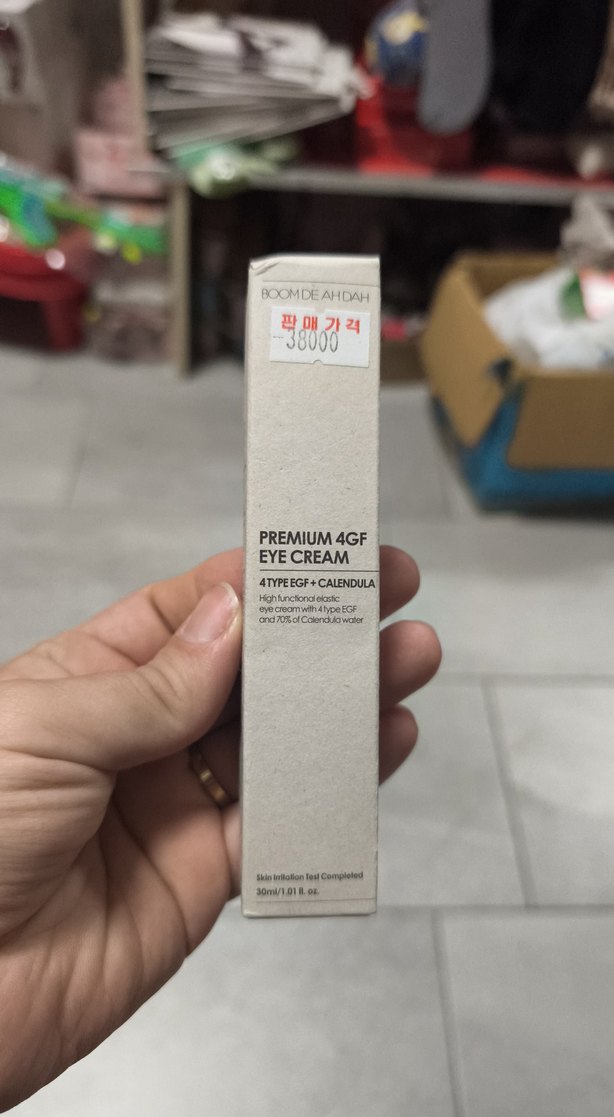 BOOM DE AH DAH
판매가격
-38000
PREMIUM 4GF
EYE CREAM
4 TYPE EGF + CALENDULA
High functional elastic
eye cream with 4 type EGF
and 70% of Calendula water
Skin Irritation Test Completed
30ml/1.01 fl. oz.